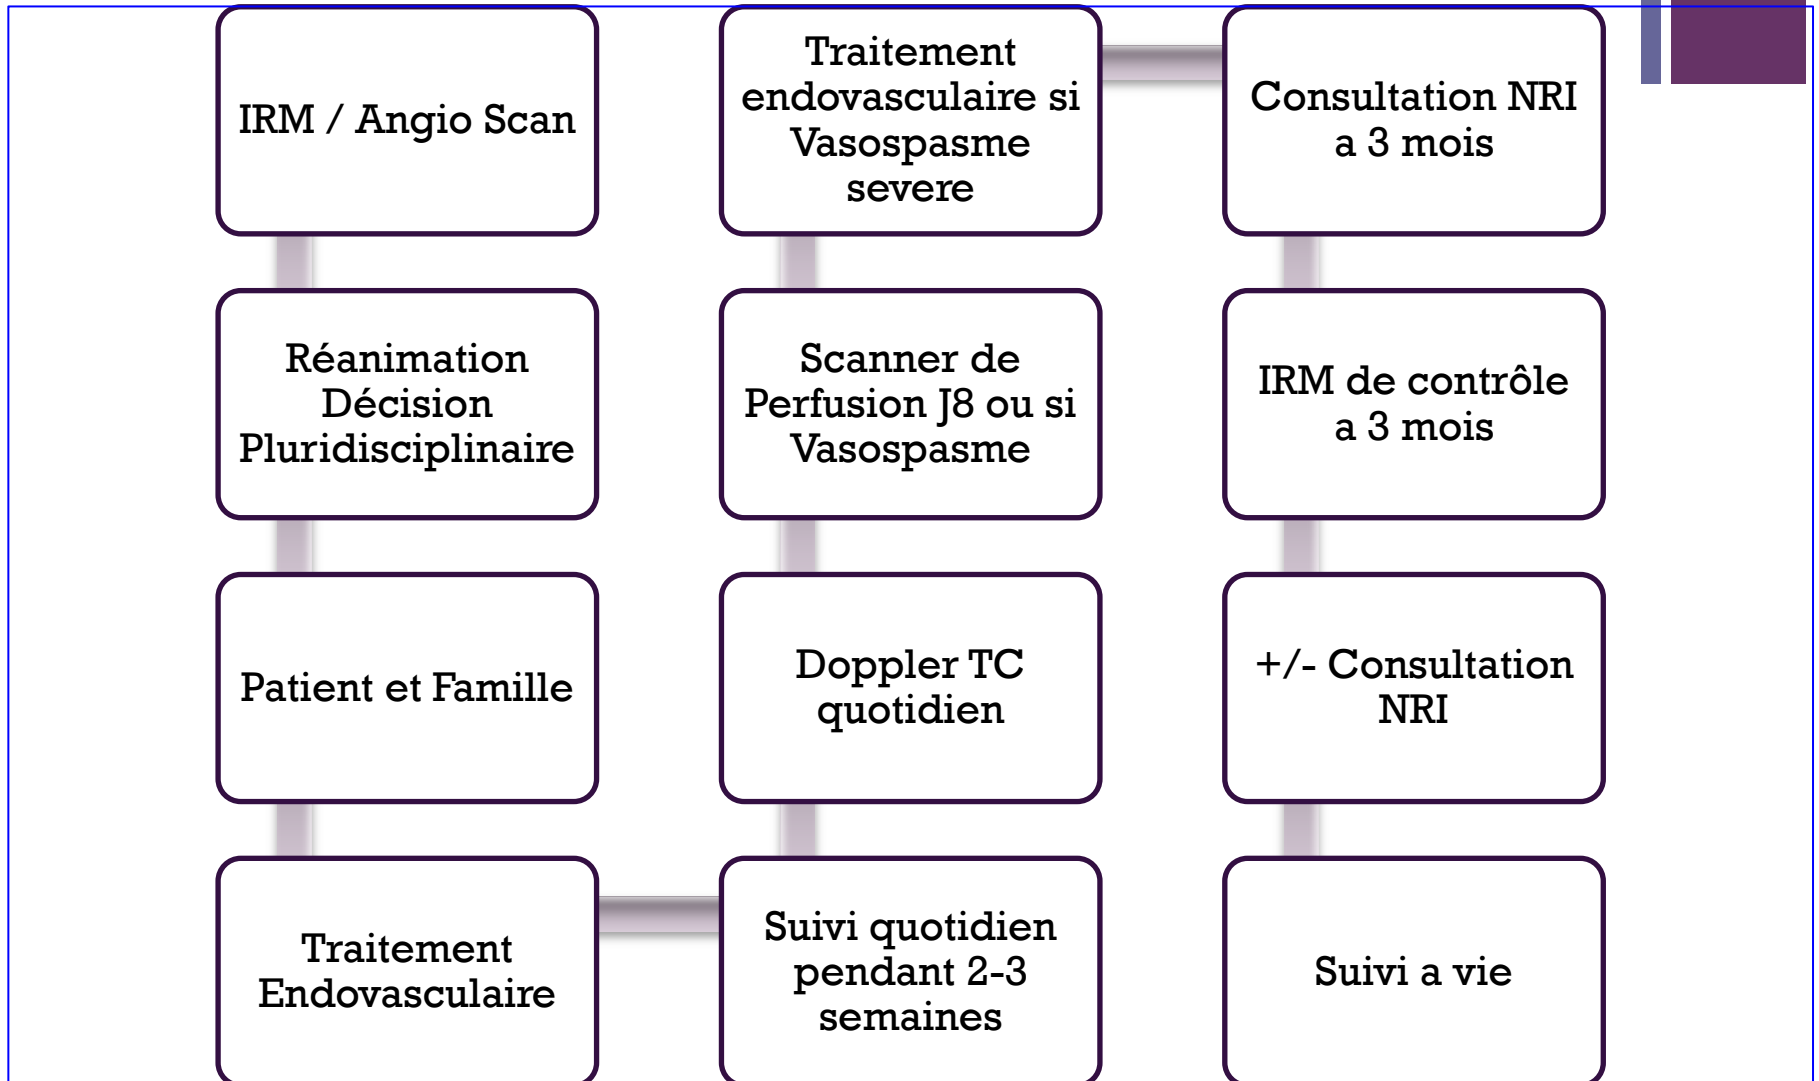 IRM / Angio Scan
Réanimation
Décision
Pluridisciplinaire
Patient et Famille
Traitement
Endovasculaire
Suivi quotidien
pendant 2-3
semaines
Doppler TC
quotidien
Scanner de
Perfusion J8 ou si
Vasospasme
Traitement
endovasculaire si
Vasospasme
severe
Consultation NRI
a 3 mois
IRM de contrôle
a 3 mois
+/- Consultation
NRI
Suivi a vie